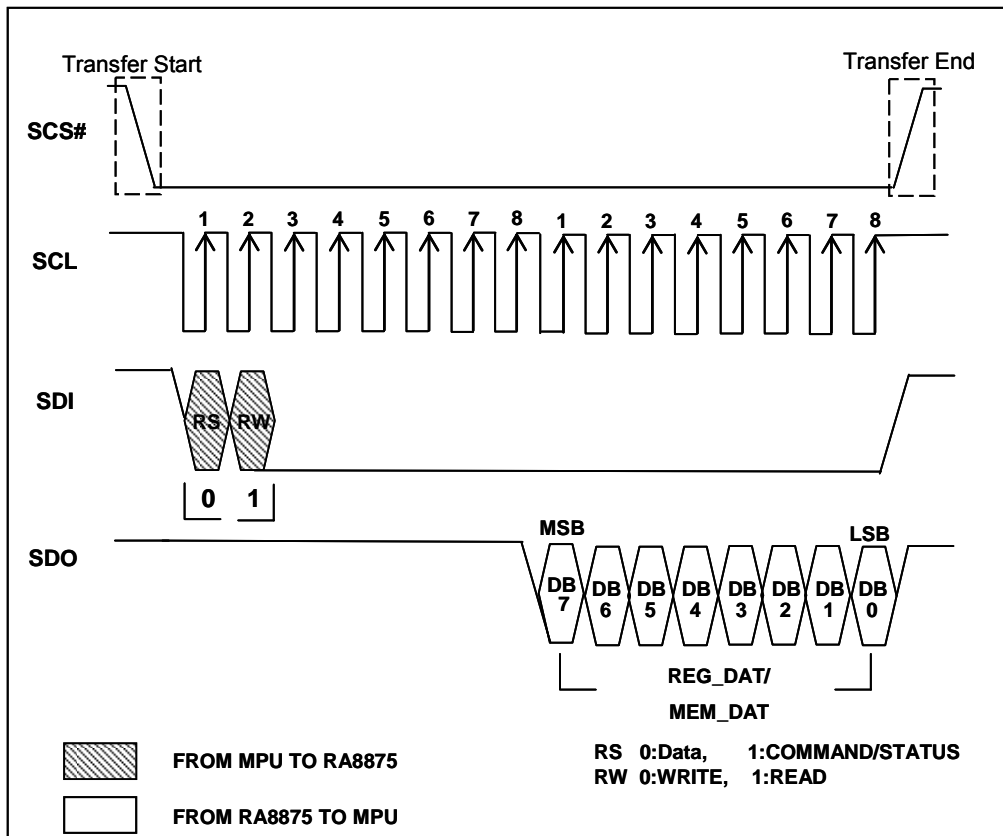 Transfer Start
Transfer End
SCS#
1 2 3 4 5 6 7 8 1 2 3 4 5 6 7 8
SCL
SDI
RS RW
0 1
MSB LSB
SDO
DB 7 DB 6 DB 5 DB 4 DB 3 DB 2 DB 1 DB 0
REG_DAT/
MEM_DAT
FROM MPU TO RA8875
RS 0:Data, 1:COMMAND/STATUS
RW 0:WRITE, 1:READ
FROM RA8875 TO MPU